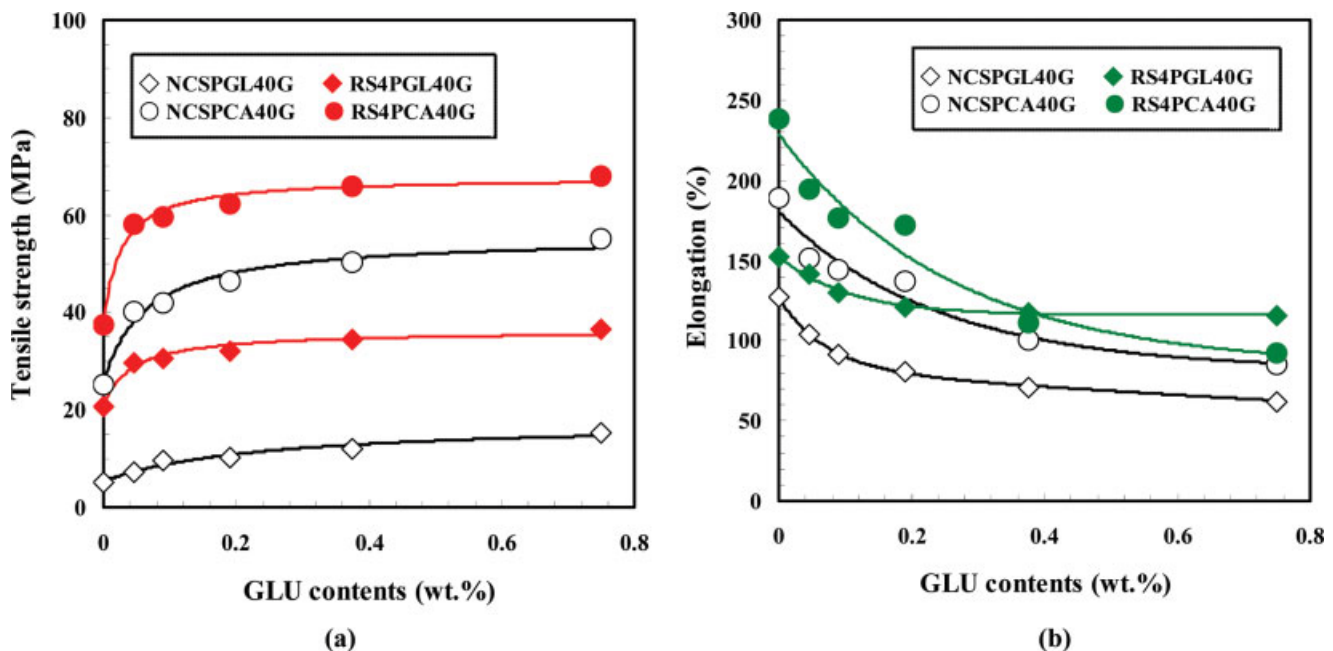 100
80
60
40
20
0
Tensile strength (MPa)
NCSPGL40G RS4PGL40G
NCSPCA40G RS4PCA40G
0 0.2 0.4 0.6 0.8
GLU contents (wt.%)
(a)
300
250
200
150
100
50
0
Elongation (%)
NCSPGL40G RS4PGL40G
NCSPCA40G RS4PCA40G
0 0.2 0.4 0.6 0.8
GLU contents (wt.%)
(b)